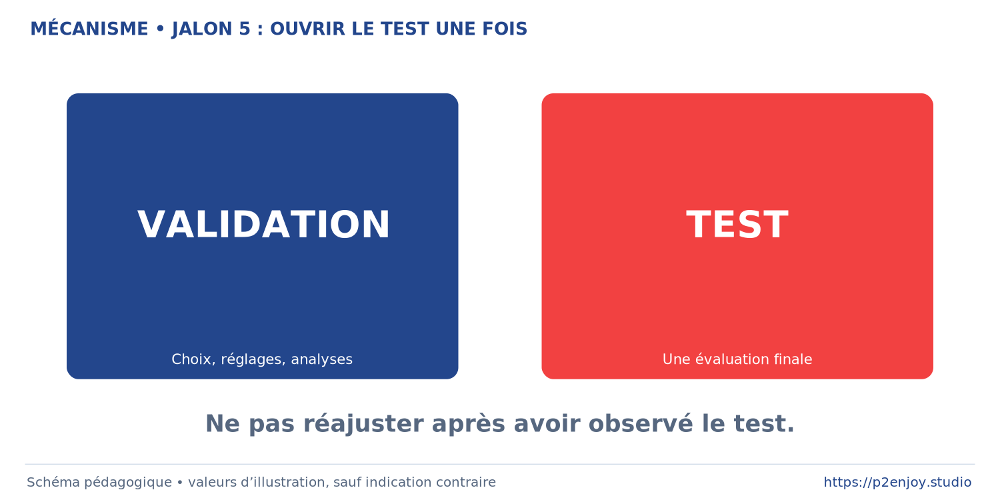 MÉCANISME • JALON 5 : OUVRIR LE TEST UNE FOIS
VALIDATION
Choix, réglages, analyses
TEST
Une évaluation finale
Ne pas réajuster après avoir observé le test.
Schéma pédagogique • valeurs d’illustration, sauf indication contraire
https://p2enjoy.studio